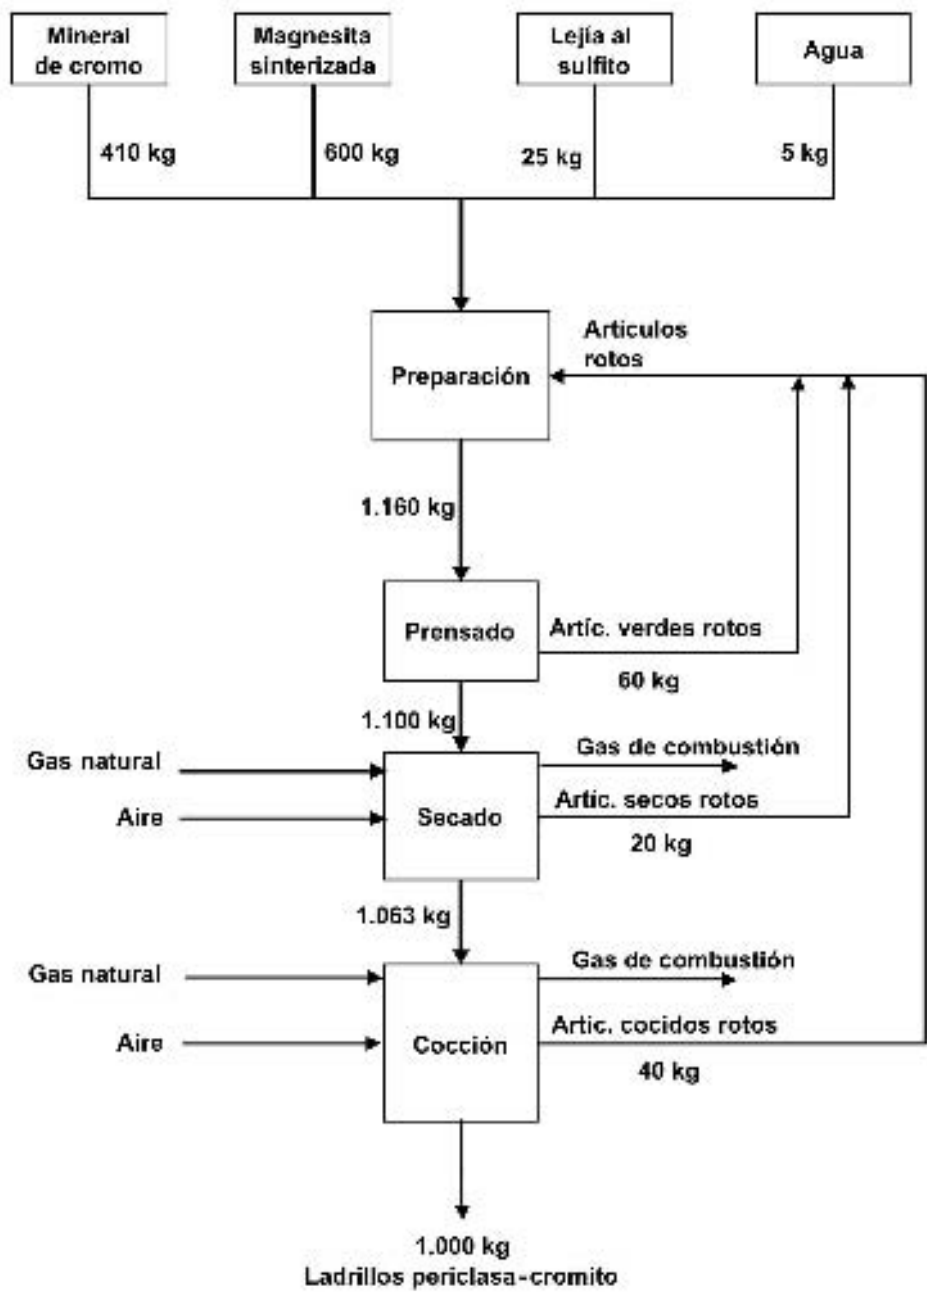 Mineral
de cromo
Magnesita
sinterizada
Lejía al
sulfito
Agua
410 kg
600 kg
25 kg
5 kg
Artículos
rotos
Preparación
1.160 kg
Prensado
Artíc. verdes rotos
60 kg
1.100 kg
Gas natural
Gas de combustión
Aire
Secado
Artíc. secos rotos
20 kg
1.063 kg
Gas natural
Gas de combustión
Aire
Cocción
Artic. cocidos rotos
40 kg
1.000 kg
Ladrillos periclasa-cromito